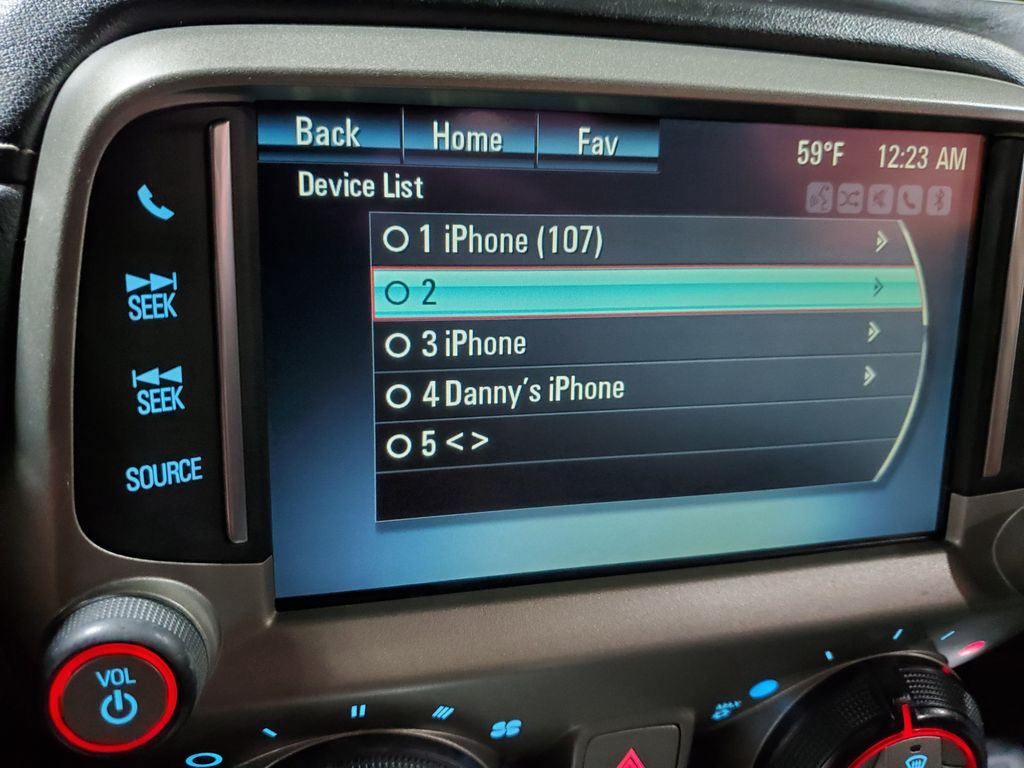 Back Home Fav
59°F 12:23 AM
Device List
1 iPhone (107)
2
3 iPhone
4 Danny's iPhone
5 < >
SEEK
SEEK
SOURCE
VOL
MAX